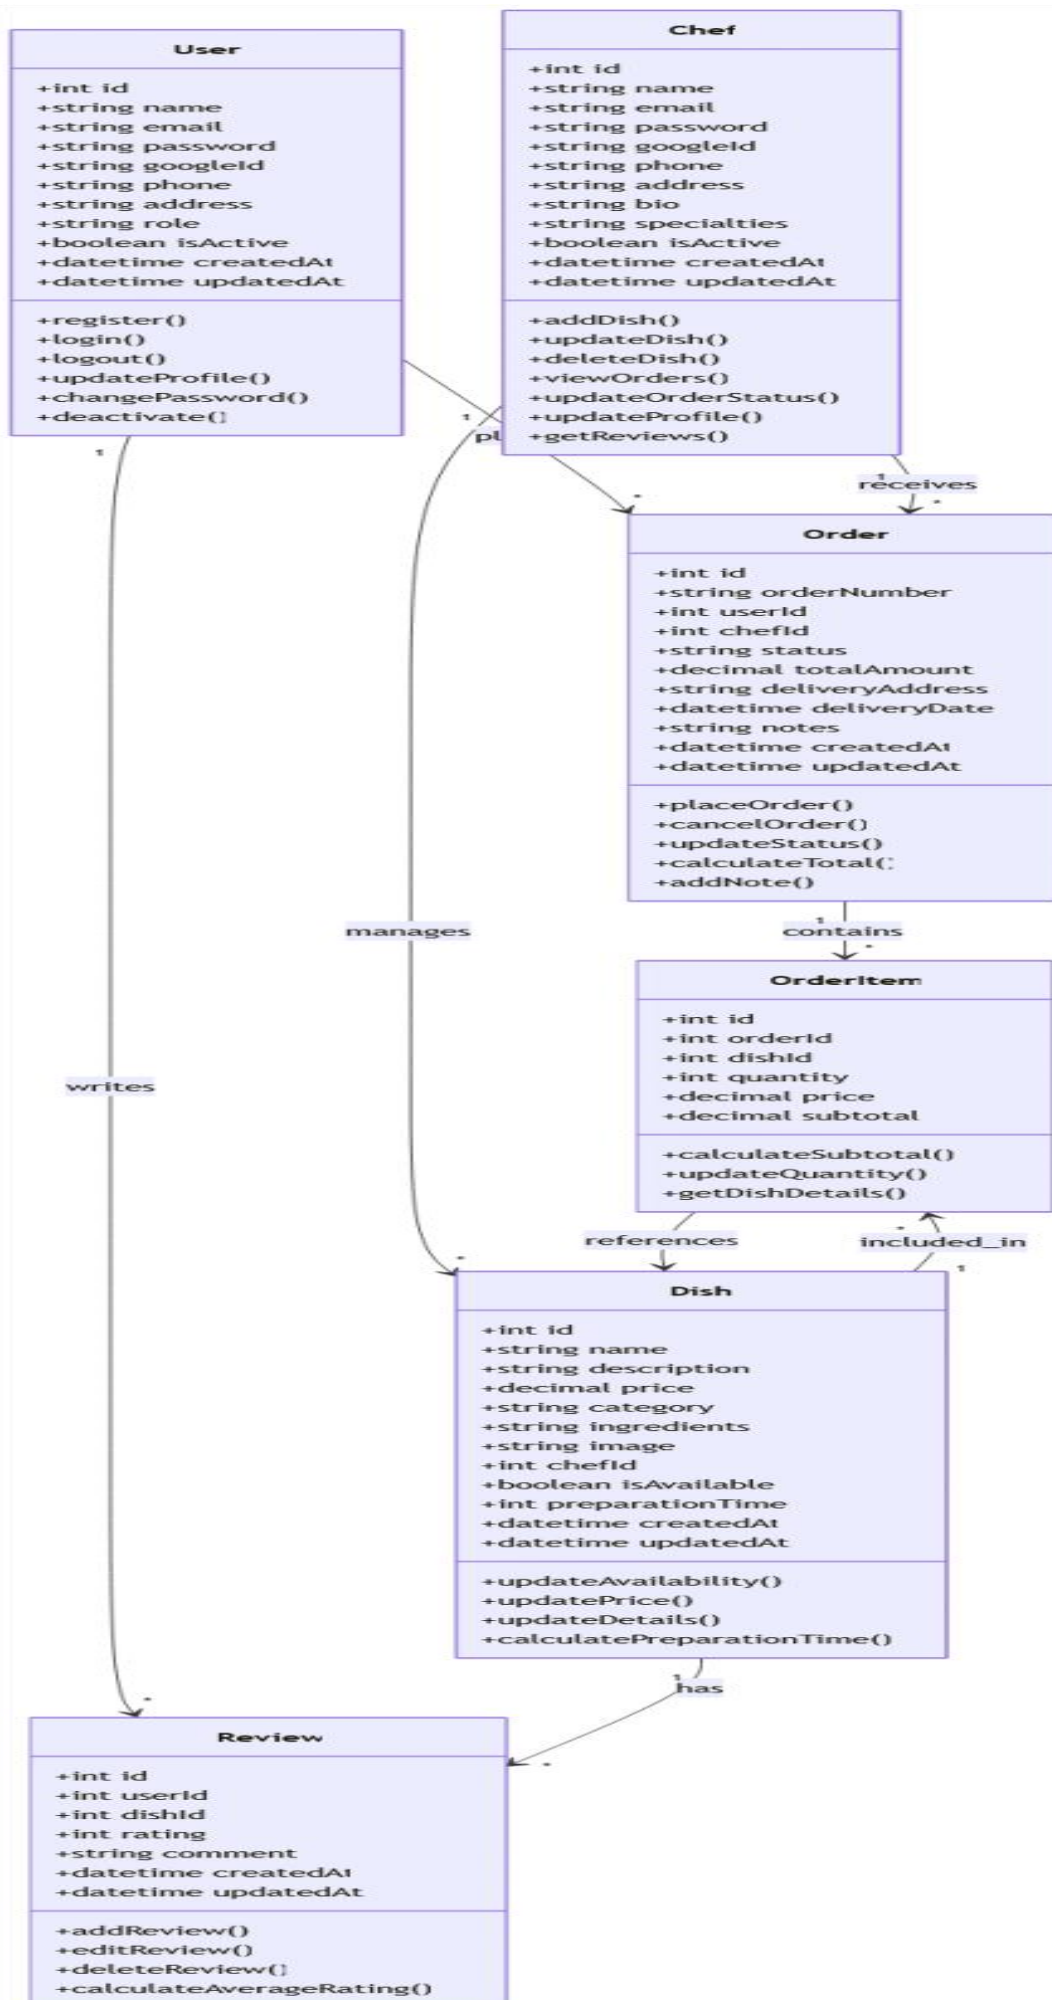 User
+int id
+string name
+string email
+string password
+string googleId
+string phone
+string address
+string role
+boolean isActive
+datetime createdAt
+datetime updatedAt
+register()
+login()
+logout()
+updateProfile()
+changePassword()
+deactivate()
Chef
+int id
+string name
+string email
+string password
+string googleId
+string phone
+string address
+string bio
+string specialties
+boolean isActive
+datetime createdAt
+datetime updatedAt
+addDish()
+updateDish()
+deleteDish()
+viewOrders()
+updateOrderStatus()
+updateProfile()
+getReviews()
1
1
pl
*
1
receives
*
Order
+int id
+string orderNumber
+int userId
+int chefId
+string status
+decimal totalAmount
+string deliveryAddress
+datetime deliveryDate
+string notes
+datetime createdAt
+datetime updatedAt
+placeOrder()
+cancelOrder()
+updateStatus()
+calculateTotal()
+addNote()
manages
1
contains
*
OrderItem
+int id
+int orderId
+int dishId
+int quantity
+decimal price
+decimal subtotal
+calculateSubtotal()
+updateQuantity()
+getDishDetails()
writes
references
*
included_in
1
*
Dish
+int id
+string name
+string description
+decimal price
+string category
+string ingredients
+string image
+int chefId
+boolean isAvailable
+int preparationTime
+datetime createdAt
+datetime updatedAt
+updateAvailability()
+updatePrice()
+updateDetails()
+calculatePreparationTime()
1
has
*
*
Review
+int id
+int userId
+int dishId
+int rating
+string comment
+datetime createdAt
+datetime updatedAt
+addReview()
+editReview()
+deleteReview()
+calculateAverageRating()